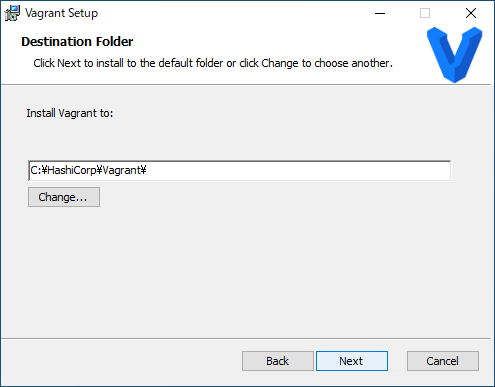 Vagrant Setup
Destination Folder
Click Next to install to the default folder or click Change to choose another.
Install Vagrant to:
C:¥HashiCorp¥Vagrant¥
Change...
Back
Next
Cancel